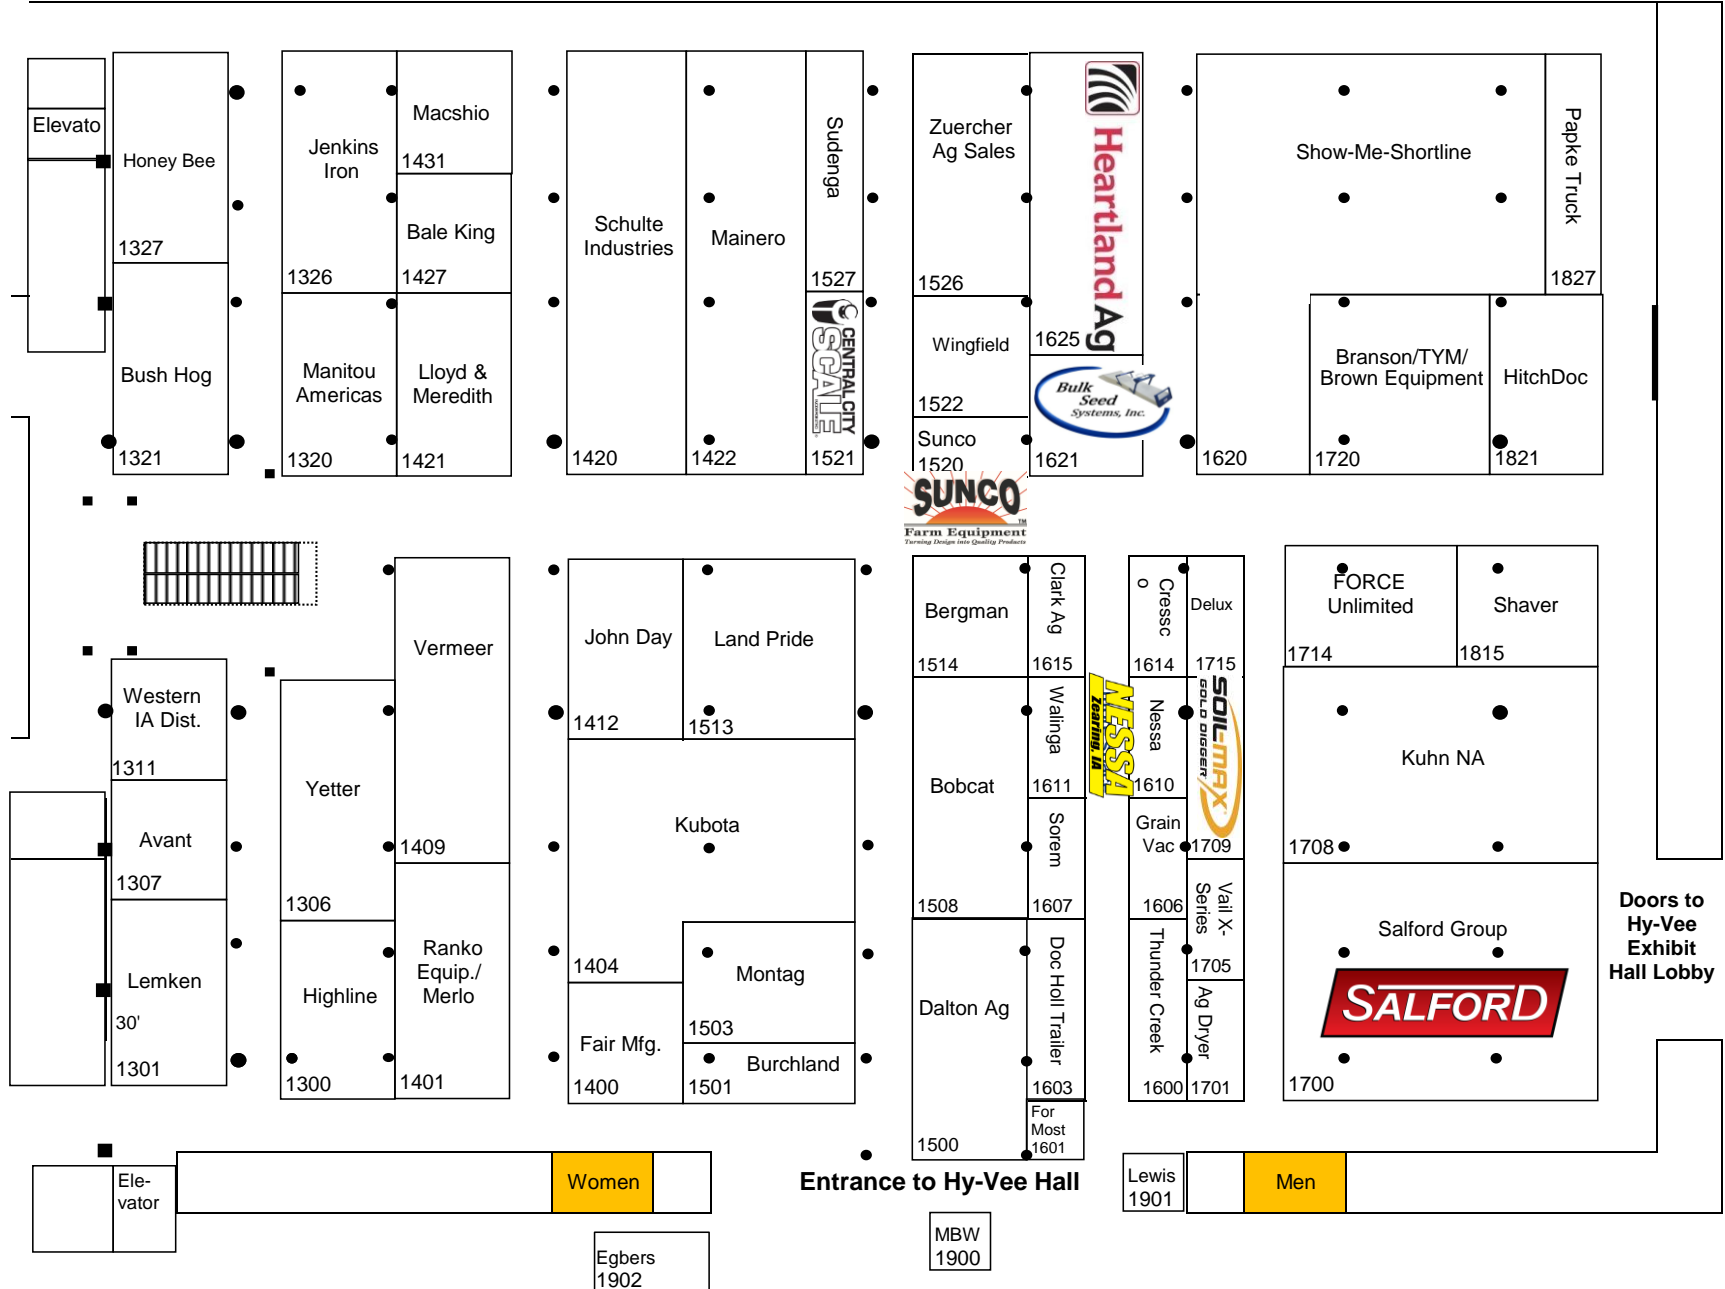 Elevato
Honey Bee
1327
Bush Hog
1321
Jenkins
Iron
1326
Macshio
1431
Bale King
1427
Manitou
Americas
1320
Lloyd &
Meredith
1421
Schulte
Industries
1420
Mainero
1422
Sudenga
1527
CENTRAL CITY
SCALE
1521
Zuercher
Ag Sales
1526
Wingfield
1522
Sunco
1520
SUNCO
TM
Farm Equipment
Turning Design into Quality Products
Heartland Ag
1625
Bulk
Seed
Systems, Inc.
1621
Show-Me-Shortline
1620
Papke Truck
1827
Branson/TYM/
Brown Equipment
1720
HitchDoc
1821
Western
IA Dist.
1311
Avant
1307
Lemken
30'
1301
Yetter
1306
Highline
1300
Vermeer
1409
Ranko
Equip./
Merlo
1401
John Day
1412
Land Pride
1513
Kubota
1404
Montag
1503
Fair Mfg.
1400
Burchland
1501
Bergman
1514
Clark Ag
1615
Bobcat
1508
Walinga
1611
Sorem
1607
Dalton Ag
1500
Doc Holl Trailer
1603
For
Most
1601
Cressc
o
1614
Delux
1715
NESSA
Zearing, IA
Nessa
1610
SOIL-MAX
GOLD DIGGER
1709
Grain
Vac
1606
Vail X-
Series
1705
Thunder Creek
1600
Ag Dryer
1701
FORCE
Unlimited
1714
Shaver
1815
Kuhn NA
1708
Salford Group
SALFORD
1700
Doors to
Hy-Vee
Exhibit
Hall Lobby
Ele-
vator
Women
Entrance to Hy-Vee Hall
Lewis
1901
Men
MBW
1900
Egbers
1902